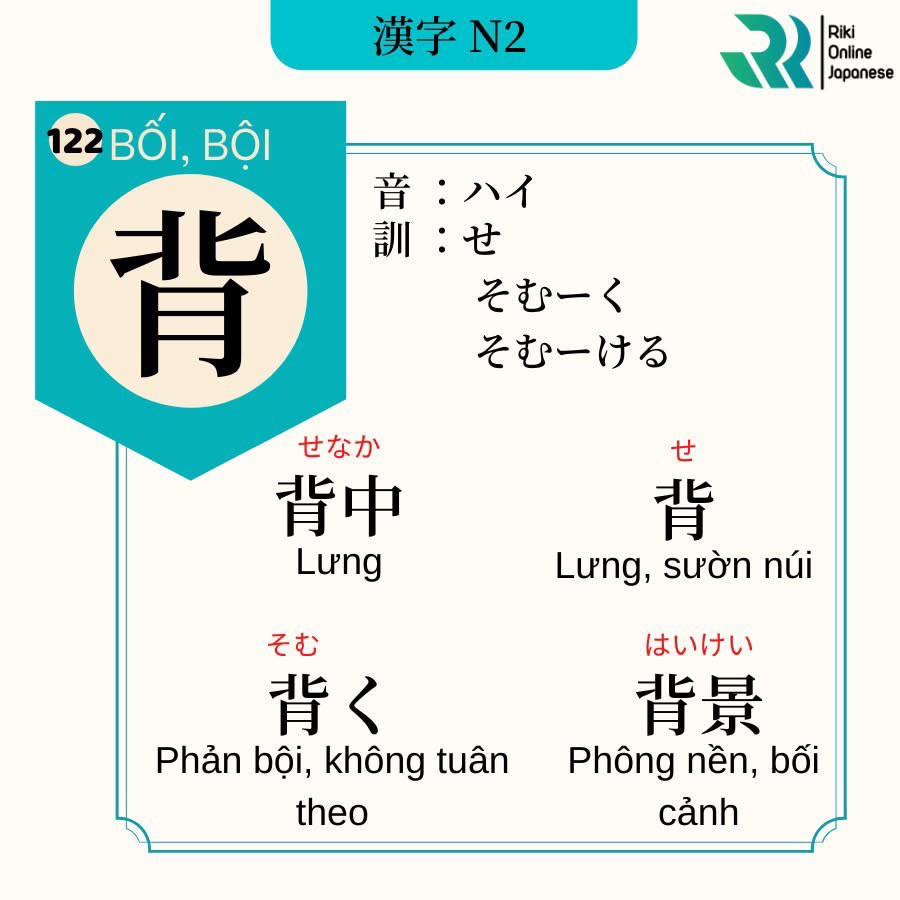 漢字 N2
Riki
Online
Japanese
122 BỐI, BỘI
背
音 ：ハイ
訓 ：せ
そむーく
そむーける
せなか
背中
Lưng
せ
背
Lưng, sườn núi
そむ
背く
Phản bội, không tuân
theo
はいけい
背景
Phông nền, bối
cảnh